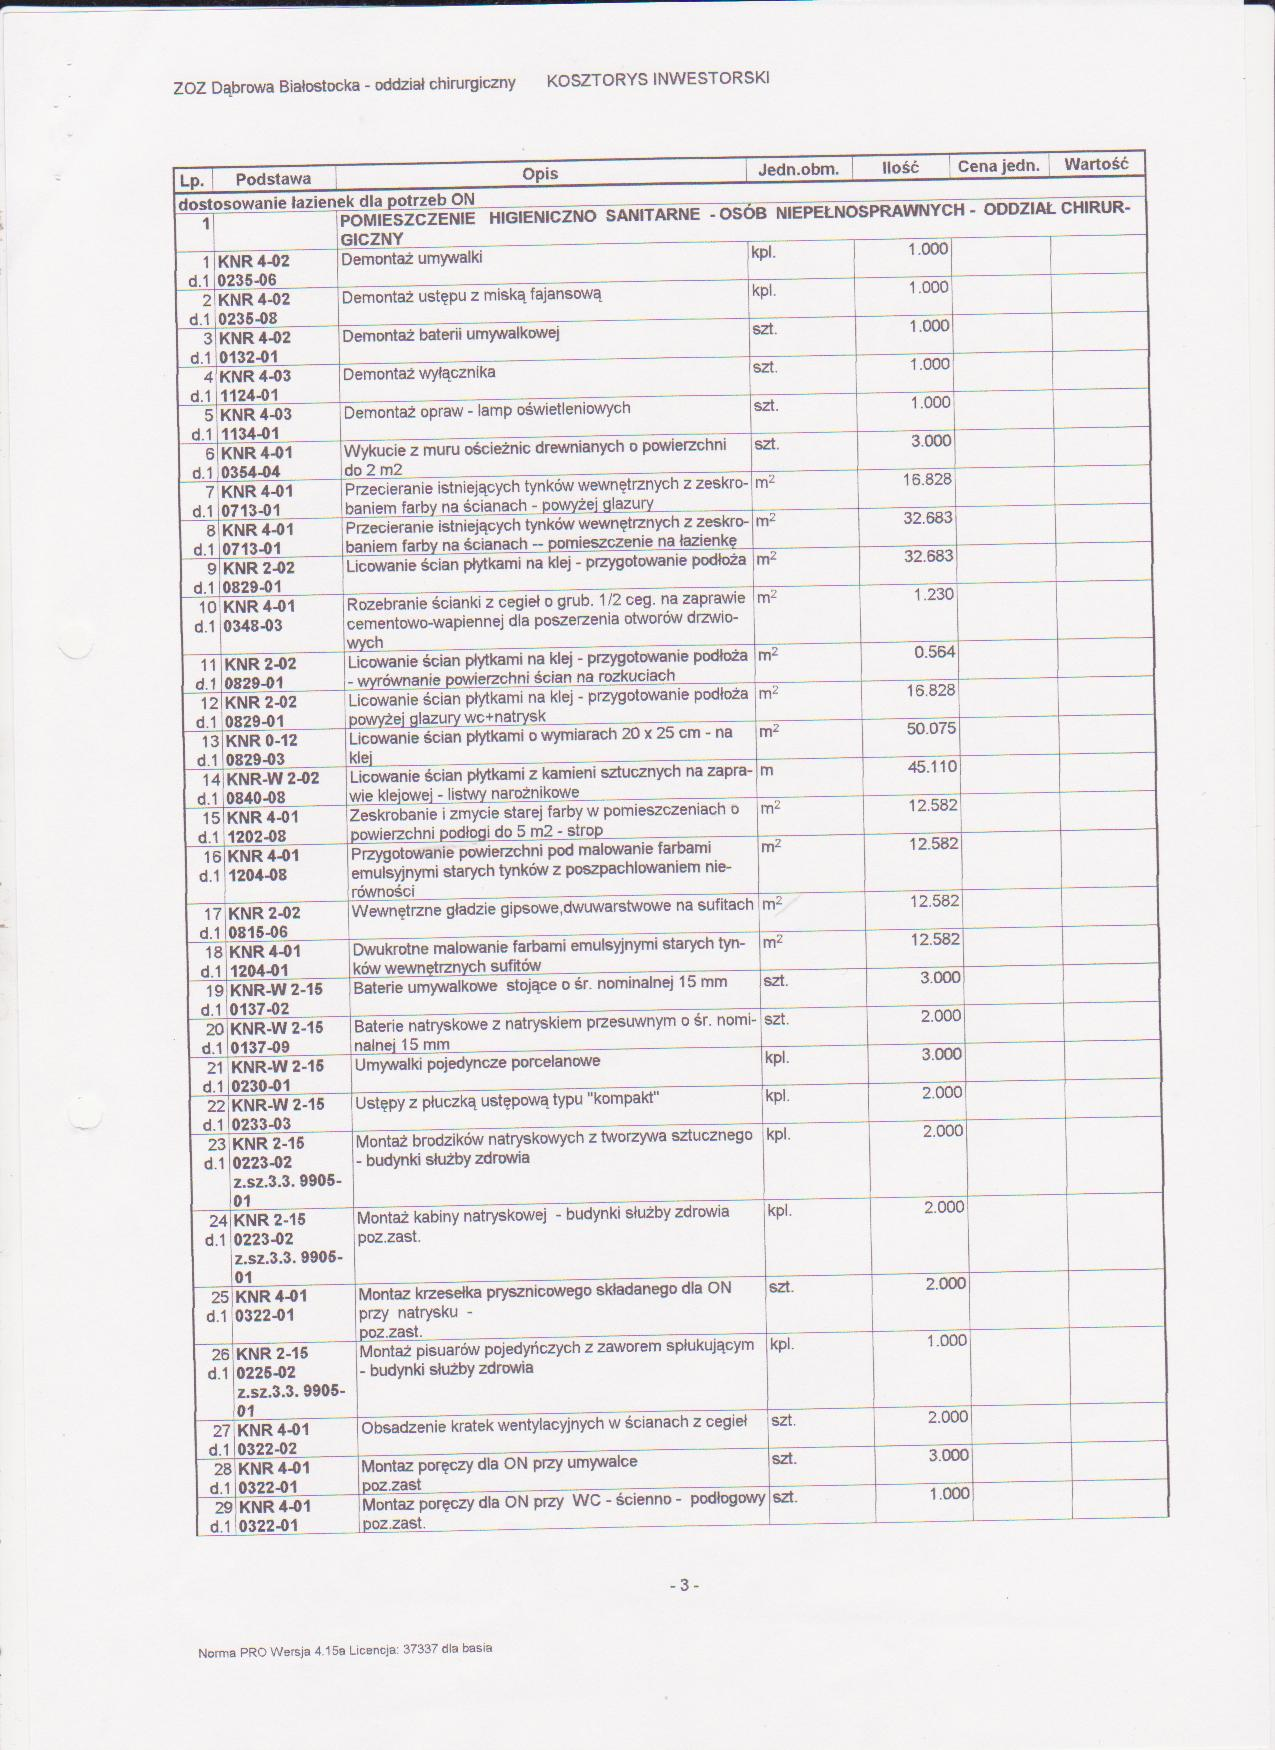 ZOZ Dąbrowa Białostocka - oddział chirurgiczny KOSZTORYS INWESTORSKI
Lp. Podstawa Opis Jedn.obm. Ilość Cena jedn. Wartość
dostosowanie łazienek dla potrzeb ON
1 POMIESZCZENIE HIGIENICZNO SANITARNE - OSÓB NIEPEŁNOSPRAWNYCH - ODDZIAŁ CHIRUR-
GICZNY
1 KNR 4-02 Demontaż umywalki kpl. 1.000
d.1 0235-06
2 KNR 4-02 Demontaż ustępu z miską fajansową kpl. 1.000
d.1 0235-08
3 KNR 4-02 Demontaż baterii umywalkowej szt. 1.000
d.1 0132-01
4 KNR 4-03 Demontaż wyłącznika szt. 1.000
d.1 1124-01
5 KNR 4-03 Demontaż opraw - lamp oświetleniowych szt. 1.000
d.1 1134-01
6 KNR 4-01 Wykucie z muru ościeżnic drewnianych o powierzchni szt. 3.000
d.1 0354-04 do 2 m2
7 KNR 4-01 Przecieranie istniejących tynków wewnętrznych z zeskro- m² 16.828
d.1 0713-01 baniem farby na ścianach - powyżej glazury
8 KNR 4-01 Przecieranie istniejących tynków wewnętrznych z zeskro- m² 32.683
d.1 0713-01 baniem farby na ścianach -- pomieszczenie na łazienkę
9 KNR 2-02 Licowanie ścian płytkami na klej - przygotowanie podłoża m² 32.683
d.1 0829-01
10 KNR 4-01 Rozebranie ścianki z cegieł o grub. 1/2 ceg. na zaprawie m² 1.230
d.1 0348-03 cementowo-wapiennej dla poszerzenia otworów drzwio-
wych
11 KNR 2-02 Licowanie ścian płytkami na klej - przygotowanie podłoża m² 0.564
d.1 0829-01 - wyrównanie powierzchni ścian na rozkuciach
12 KNR 2-02 Licowanie ścian płytkami na klej - przygotowanie podłoża m² 16.828
d.1 0829-01 powyżej glazury wc+natrysk
13 KNR 0-12 Licowanie ścian płytkami o wymiarach 20 x 25 cm - na m² 50.075
d.1 0829-03 klej
14 KNR-W 2-02 Licowanie ścian płytkami z kamieni sztucznych na zapra- m 45.110
d.1 0840-08 wie klejowej - listwy narożnikowe
15 KNR 4-01 Zeskrobanie i zmycie starej farby w pomieszczeniach o m² 12.582
d.1 1202-08 powierzchni podłogi do 5 m2 - strop
16 KNR 4-01 Przygotowanie powierzchni pod malowanie farbami m² 12.582
d.1 1204-08 emulsyjnymi starych tynków z poszpachlowaniem nie-
równości
17 KNR 2-02 Wewnętrzne gładzie gipsowe,dwuwarstwowe na sufitach m² 12.582
d.1 0815-06
18 KNR 4-01 Dwukrotne malowanie farbami emulsyjnymi starych tyn- m² 12.582
d.1 1204-01 ków wewnętrznych sufitów
19 KNR-W 2-15 Baterie umywalkowe stojące o śr. nominalnej 15 mm szt. 3.000
d.1 0137-02
20 KNR-W 2-15 Baterie natryskowe z natryskiem przesuwnym o śr. nomi- szt. 2.000
d.1 0137-09 nalnej 15 mm
21 KNR-W 2-15 Umywalki pojedyncze porcelanowe kpl. 3.000
d.1 0230-01
22 KNR-W 2-15 Ustępy z płuczką ustępową typu "kompakt" kpl. 2.000
d.1 0233-03
23 KNR 2-15 Montaż brodzików natryskowych z tworzywa sztucznego kpl. 2.000
d.1 0223-02 - budynki służby zdrowia
z.sz.3.3. 9905-
01
24 KNR 2-15 Montaż kabiny natryskowej - budynki służby zdrowia kpl. 2.000
d.1 0223-02 poz.zast.
z.sz.3.3. 9905-
01
25 KNR 4-01 Montaz krzesełka prysznicowego składanego dla ON szt. 2.000
d.1 0322-01 przy natrysku -
poz.zast.
26 KNR 2-15 Montaż pisuarów pojedyńczych z zaworem spłukującym kpl. 1.000
d.1 0225-02 - budynki służby zdrowia
z.sz.3.3. 9905-
01
27 KNR 4-01 Obsadzenie kratek wentylacyjnych w ścianach z cegieł szt. 2.000
d.1 0322-02
28 KNR 4-01 Montaz poręczy dla ON przy umywalce szt. 3.000
d.1 0322-01 poz.zast
29 KNR 4-01 Montaz poręczy dla ON przy WC - ścienno - podłogowy szt. 1.000
d.1 0322-01 poz.zast.
- 3 -
Norma PRO Wersja 4.15a Licencja: 37337 dla basia